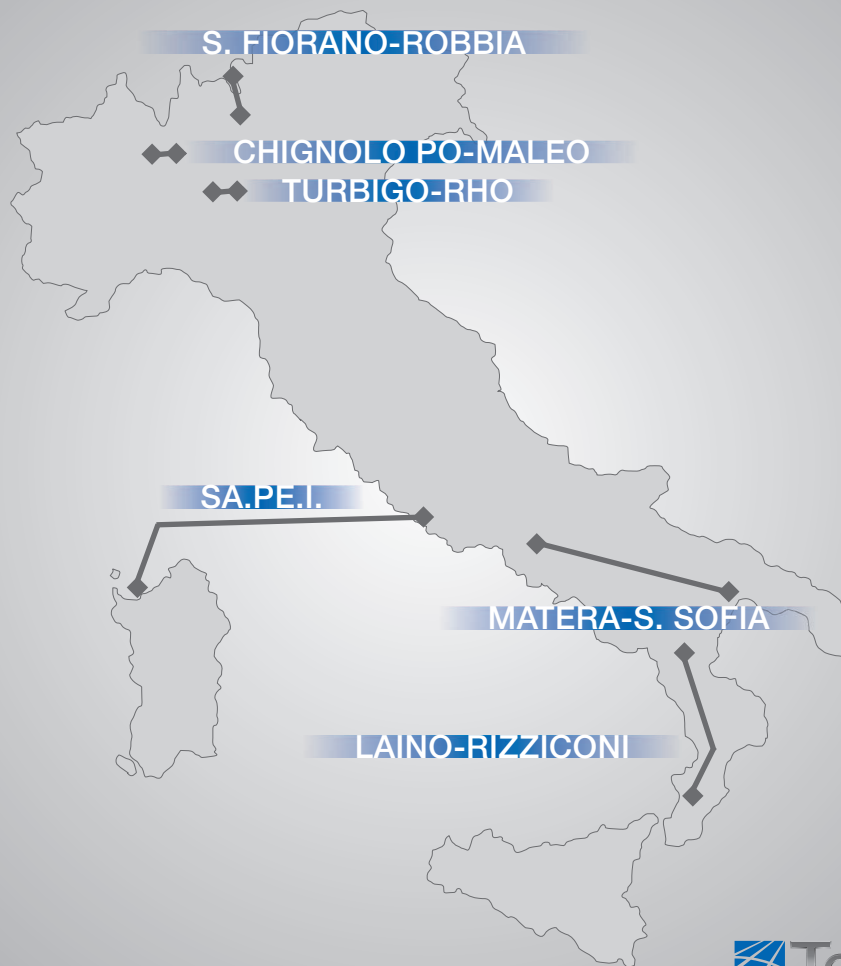 S. FIORANO-ROBBIA
CHIGNOLO PO-MALEO
TURBIGO-RHO
SA.PE.I.
MATERA-S. SOFIA
LAINO-RIZZICONI